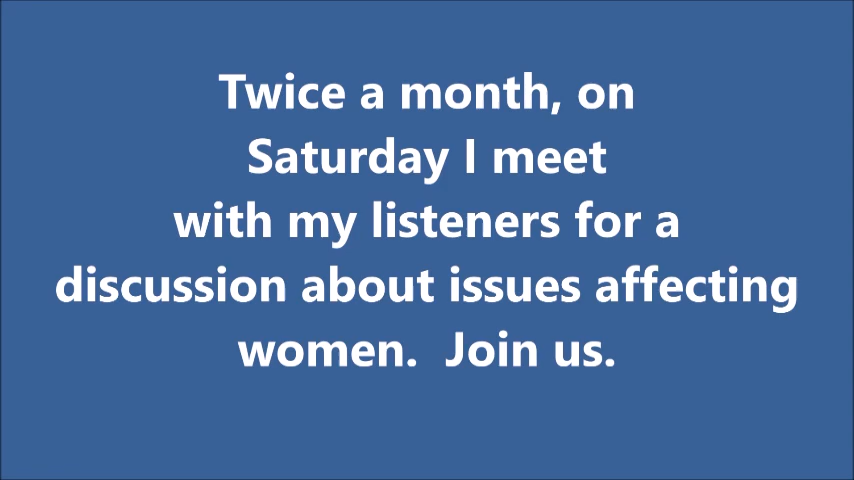 Twice a month, on
Saturday I meet
with my listeners for a
discussion about issues affecting
women.  Join us.